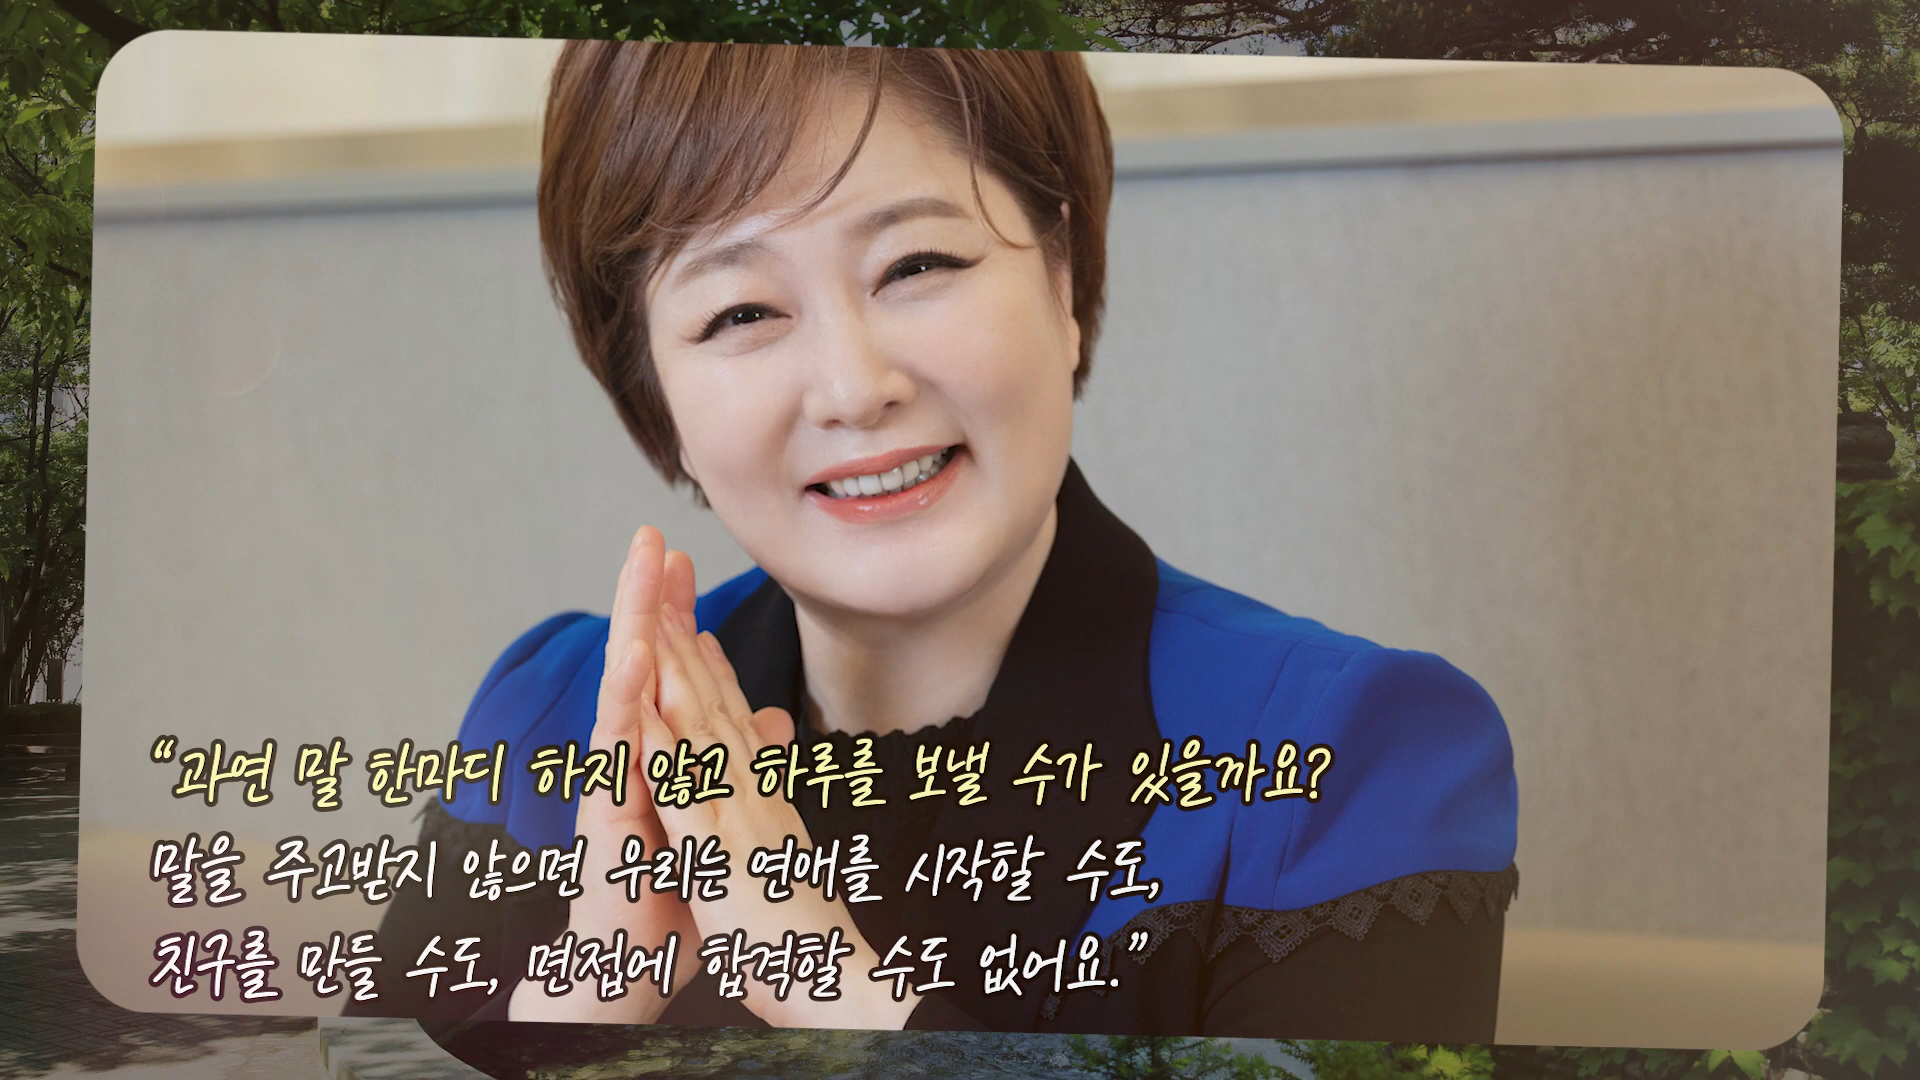 “과연 말 한마디 하지 않고 하루를 보낼 수가 있을까요?
말을 주고받지 않으면 우리는 연애를 시작할 수도,
친구를 만들 수도, 면접에 합격할 수도 없어요.”